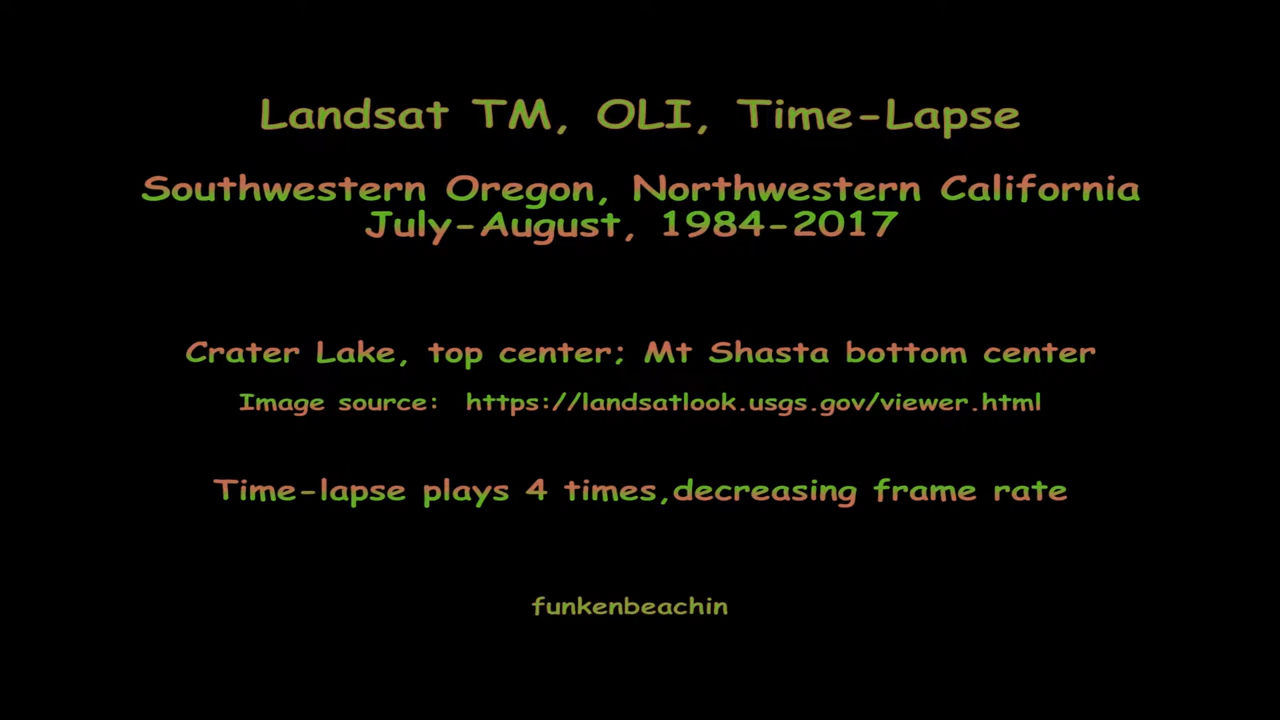 Landsat TM, OLI, Time-Lapse
Southwestern Oregon, Northwestern California
July-August, 1984-2017
Crater Lake, top center; Mt Shasta bottom center
Image source: https://landsatlook.usgs.gov/viewer.html
Time-lapse plays 4 times,decreasing frame rate
funkenbeachin